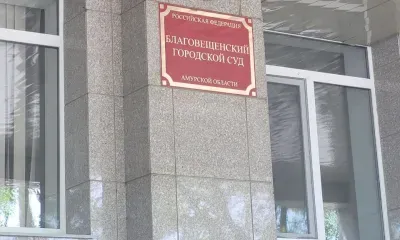 РОССИЙСКАЯ ФЕДЕРАЦИЯ
БЛАГОВЕЩЕНСКИЙ
ГОРОДСКОЙ СУД
АМУРСКОЙ ОБЛАСТИ